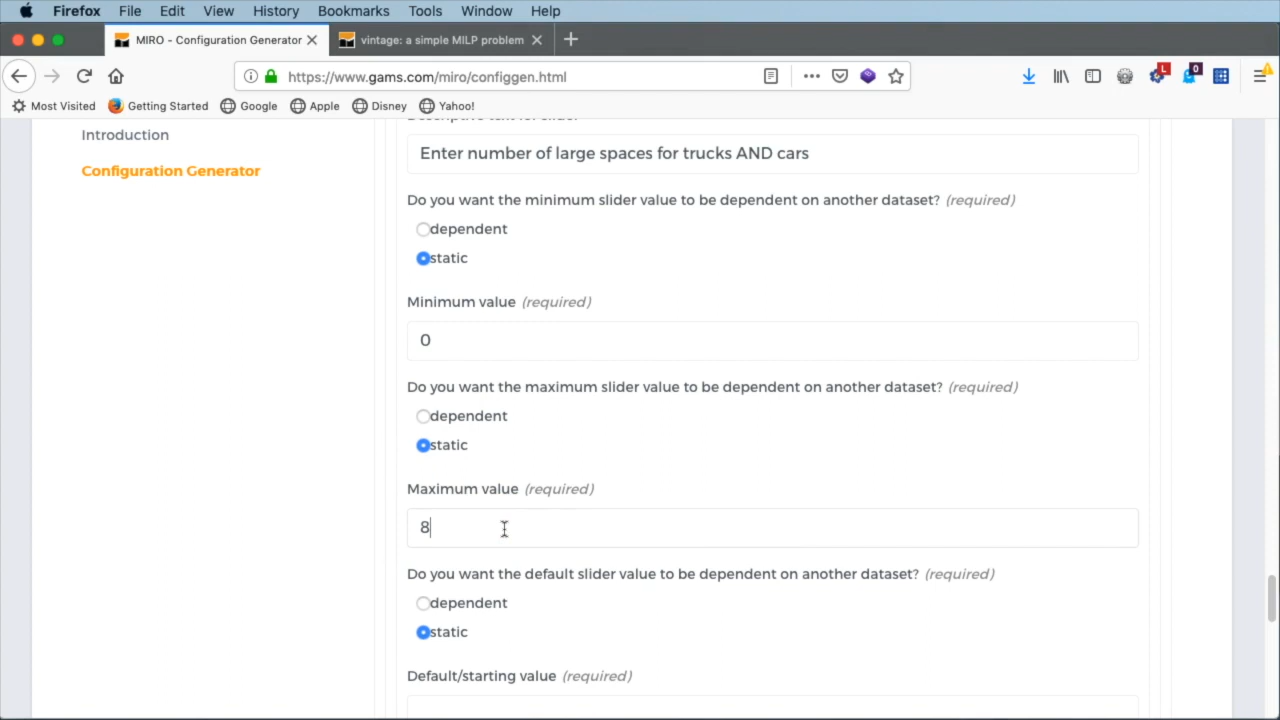 Firefox File Edit View History Bookmarks Tools Window Help
MIRO - Configuration Generator vintage: a simple MILP problem
https://www.gams.com/miro/configgen.html L 0
Most Visited Getting Started Google Apple Disney Yahoo!
Introduction
Configuration Generator
Descriptive text for slider
Enter number of large spaces for trucks AND cars
Do you want the minimum slider value to be dependent on another dataset? (required)
dependent
static
Minimum value (required)
0
Do you want the maximum slider value to be dependent on another dataset? (required)
dependent
static
Maximum value (required)
8
Do you want the default slider value to be dependent on another dataset? (required)
dependent
static
Default/starting value (required)